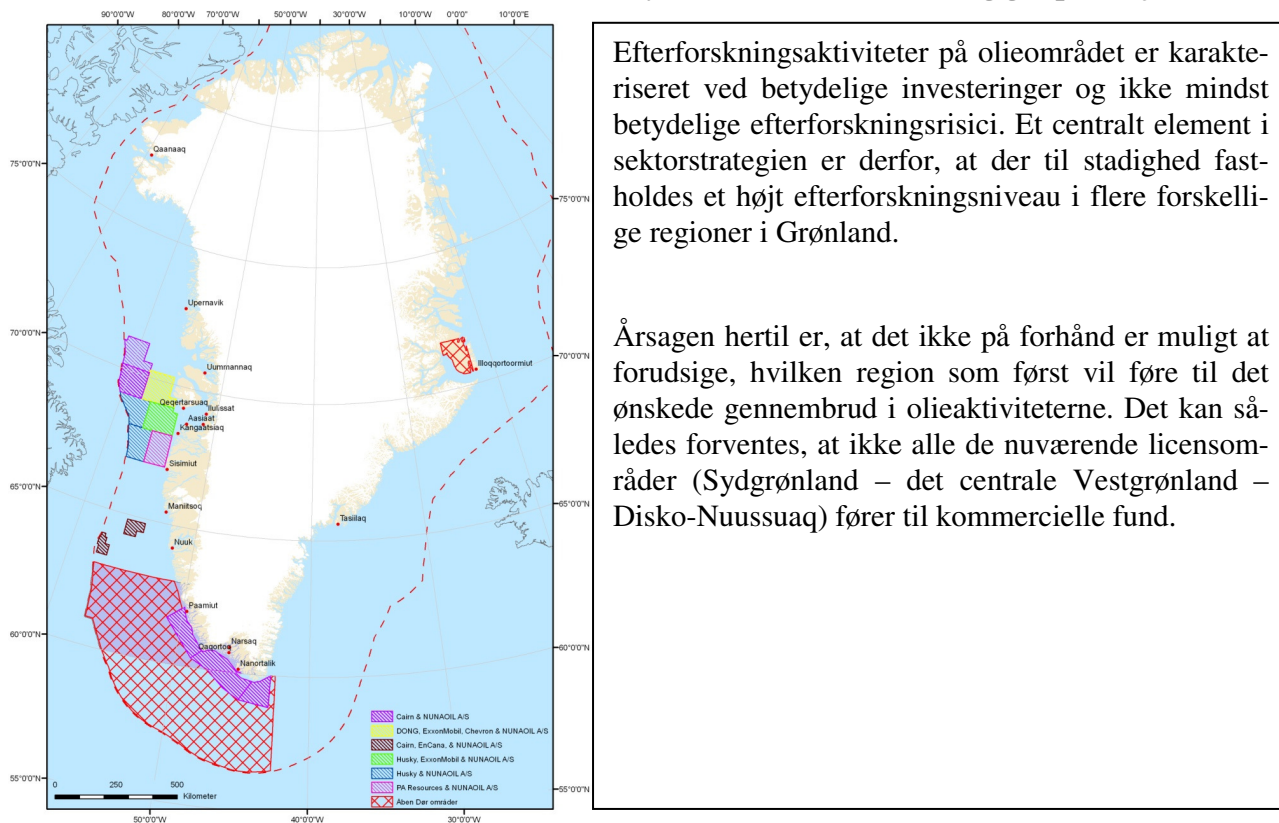 90°0'0"W 80°0'0"W 70°0'0"W 60°0'0"W 50°0'0"W 40°0'0"W 30°0'0"W 20°0'0"W 10°0'0"W 0°0'0" 10°0'0"E
75°0'0"N
70°0'0"N
65°0'0"N
60°0'0"N
55°0'0"N
75°0'0"N
70°0'0"N
65°0'0"N
60°0'0"N
55°0'0"N
Qaanaaq
Upernavik
Uummannaq
Illoqqortoormiut
Qeqertarsuaq
Ilulissat
Aasiaat
Kangaatsiaq
Sisimiut
Maniitsoq
Tasiilaq
Nuuk
Paamiut
Narsaq
Qaqortoq
Nanortalik
Cairn & NUNAOIL A/S
DONG, ExxonMobil, Chevron & NUNAOIL A/S
Cairn, EnCana, & NUNAOIL A/S
Husky, ExxonMobil & NUNAOIL A/S
Husky & NUNAOIL A/S
PA Resources & NUNAOIL A/S
Åben Dør områder
0 250 500
Kilometer
50°0'0"W 40°0'0"W 30°0'0"W
Efterforskningsaktiviteter på olieområdet er karakte-
riseret ved betydelige investeringer og ikke mindst
betydelige efterforskningsrisici. Et centralt element i
sektorstrategien er derfor, at der til stadighed fast-
holdes et højt efterforskningsniveau i flere forskelli-
ge regioner i Grønland.
Årsagen hertil er, at det ikke på forhånd er muligt at
forudsige, hvilken region som først vil føre til det
ønskede gennembrud i olieaktiviteterne. Det kan så-
ledes forventes, at ikke alle de nuværende licensom-
råder (Sydgrønland – det centrale Vestgrønland –
Disko-Nuussuaq) fører til kommercielle fund.